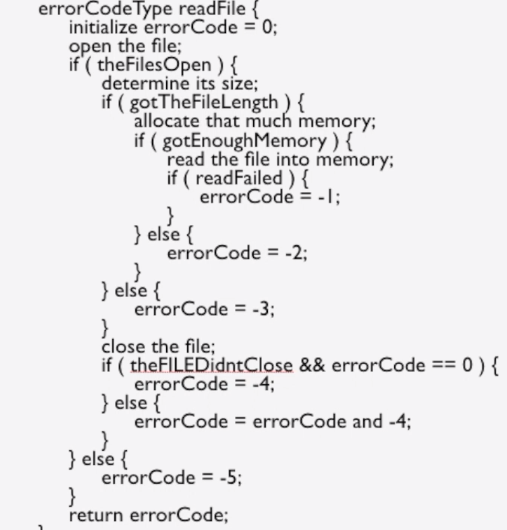 errorCodeType readFile {
initialize errorCode = 0;
open the file;
if ( theFilesOpen ) {
determine its size;
if ( gotTheFileLength ) {
allocate that much memory;
if ( gotEnoughMemory ) {
read the file into memory;
if ( readFailed ) {
errorCode = -1;
}
} else {
errorCode = -2;
}
} else {
errorCode = -3;
}
close the file;
if ( theFILEDidntClose && errorCode == 0 ) {
errorCode = -4;
} else {
errorCode = errorCode and -4;
}
} else {
errorCode = -5;
}
return errorCode;